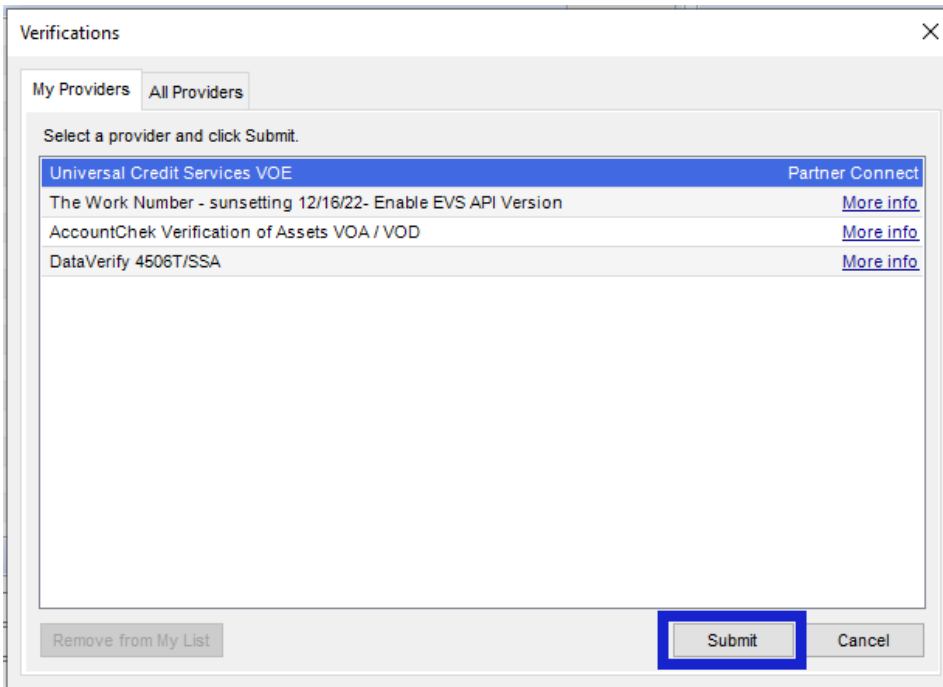 Verifications
My Providers All Providers
Select a provider and click Submit.
Universal Credit Services VOE Partner Connect
The Work Number - sunsetting 12/16/22- Enable EVS API Version More info
AccountChek Verification of Assets VOA / VOD More info
DataVerify 4506T/SSA More info
Remove from My List Submit Cancel